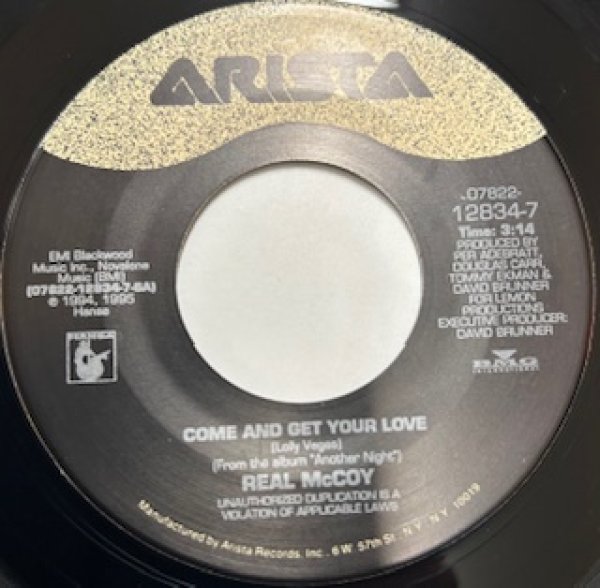 ARISTA
07822-
12834-7
Time: 3:14
PRODUCED BY
PER ADEBRATT,
DOUGLAS CARR,
TOMMY EKMAN &
DAVID BRUNNER
FOR LEMON
PRODUCTIONS
EXECUTIVE PRODUCER:
DAVID BRUNNER
BMG
INTERNATIONAL
EMI Blackwood
Music Inc., Novalene
Music (BMI)
(07822-12834-7-SA)
℗ 1994, 1995
Hansa
HANSA
COME AND GET YOUR LOVE
(Lolly Vegas)
(From the album "Another Night")
REAL McCOY
UNAUTHORIZED DUPLICATION IS A
VIOLATION OF APPLICABLE LAWS
Manufactured by Arista Records, Inc. 6 W. 57th St. N.Y. N.Y. 10019